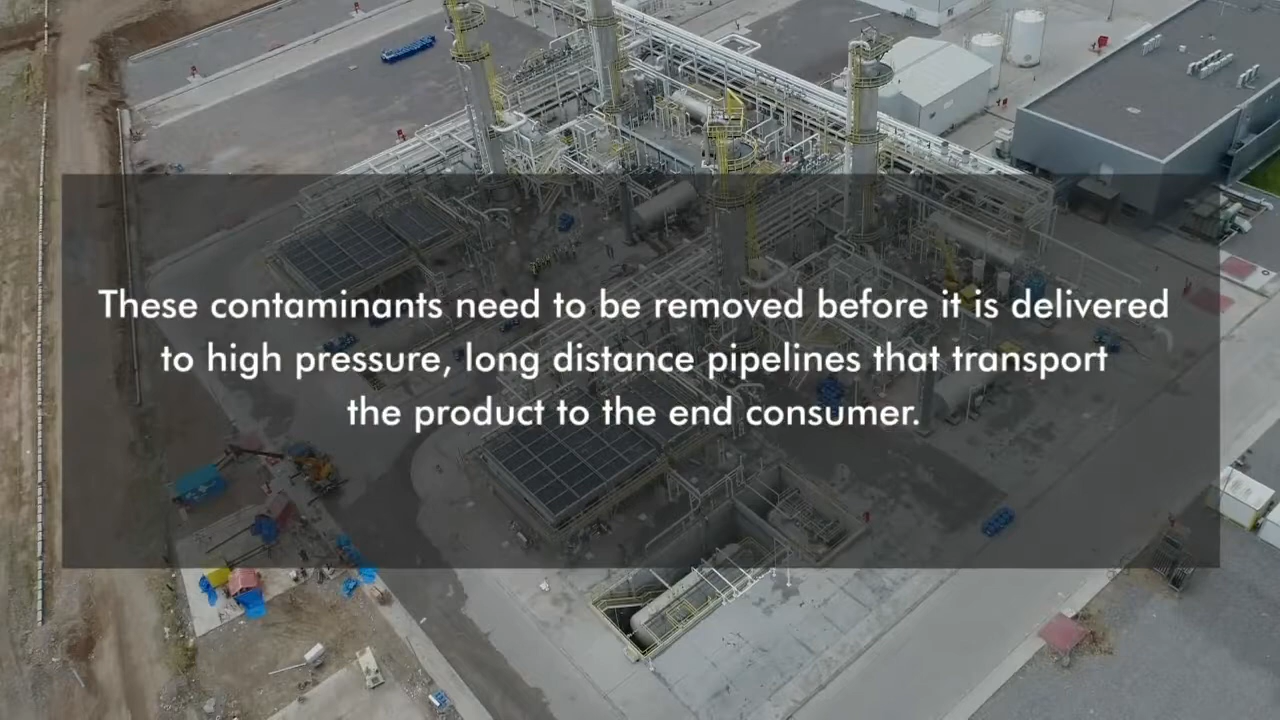 These contaminants need to be removed before it is delivered
to high pressure, long distance pipelines that transport
the product to the end consumer.